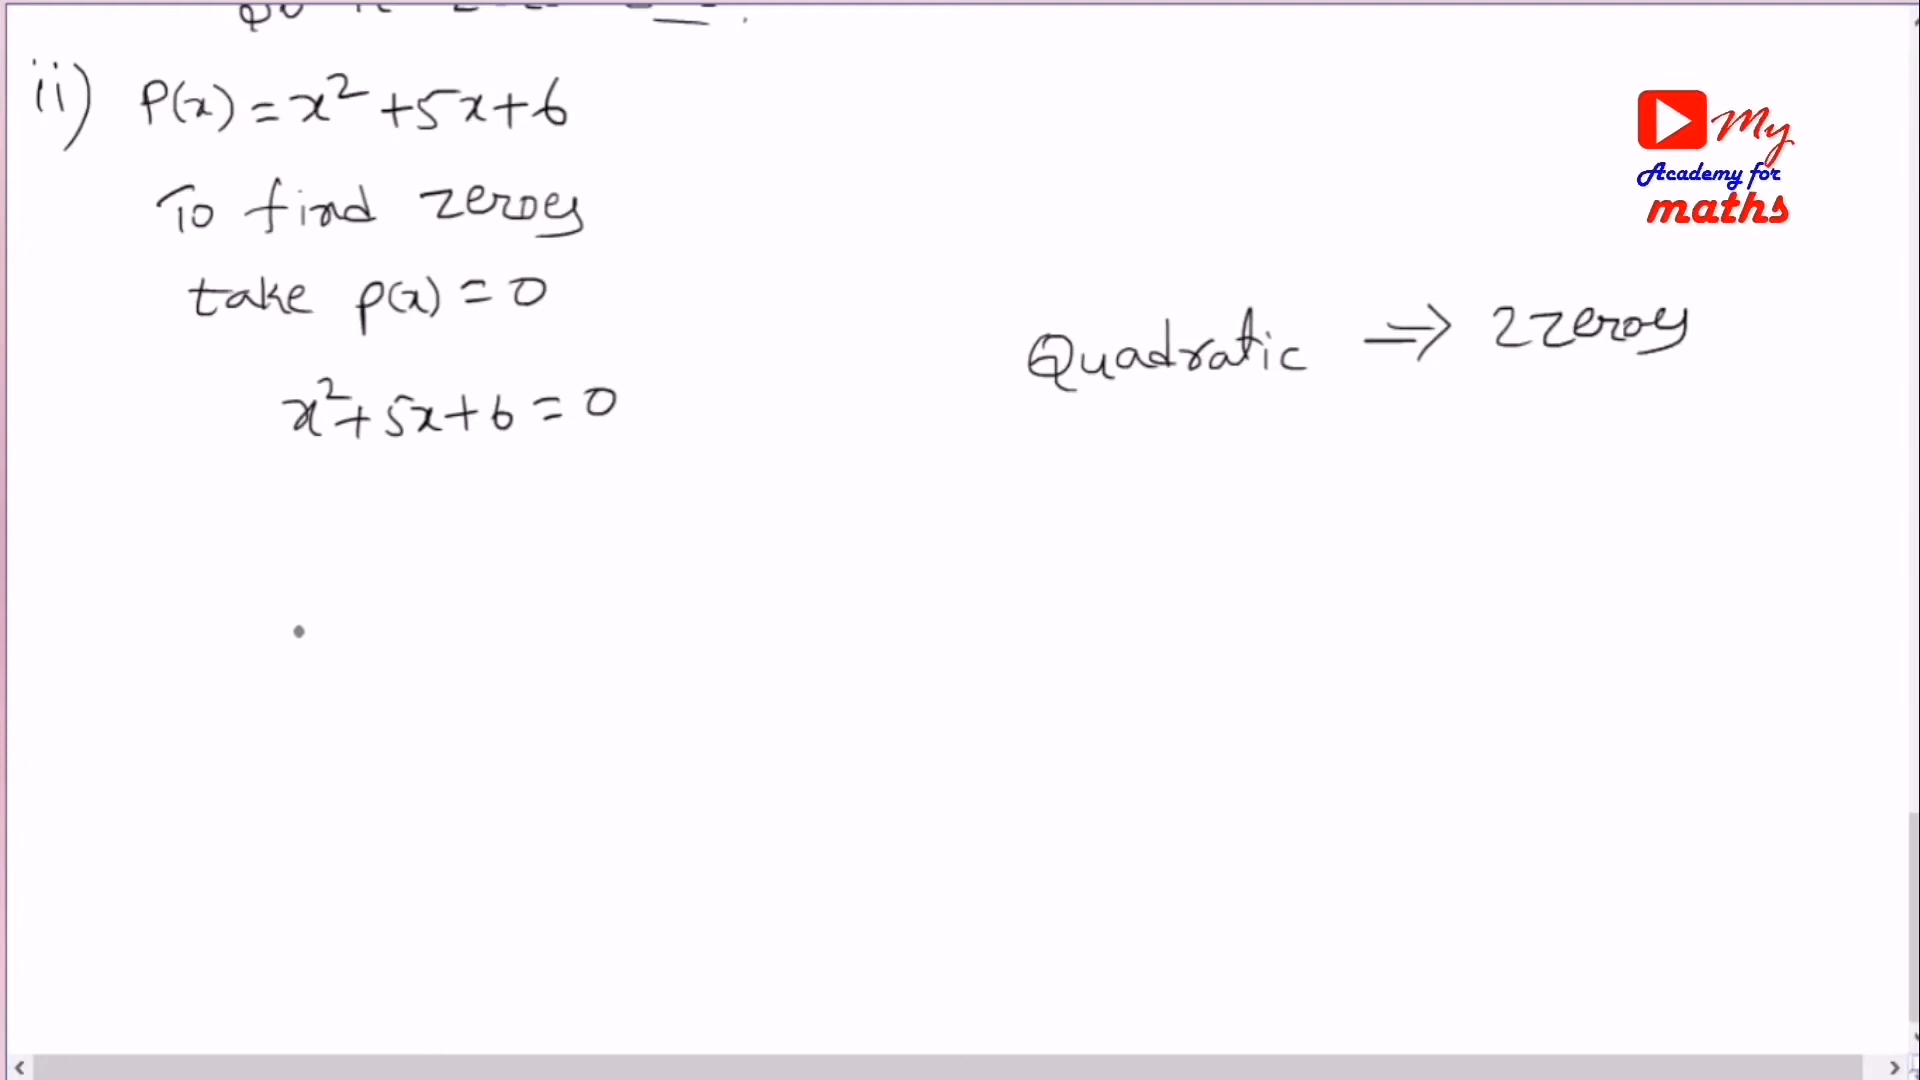 ii) P(x) = x² + 5x + 6
To find zeroes
take p(x) = 0
Quadratic ⇒ 2 zeroes
x² + 5x + 6 = 0
My
Academy for
maths